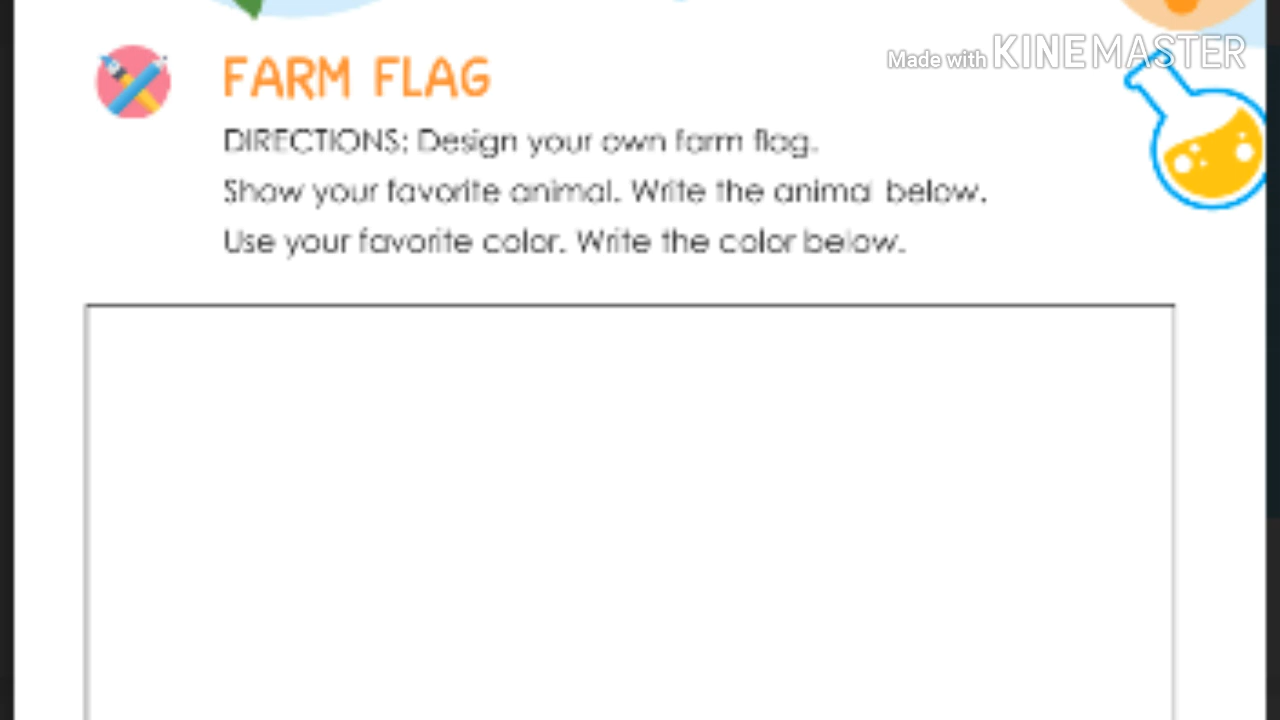 Made with KINEMASTER
FARM FLAG
DIRECTIONS: Design your own farm flag.
Show your favorite animal. Write the animal below.
Use your favorite color. Write the color below.